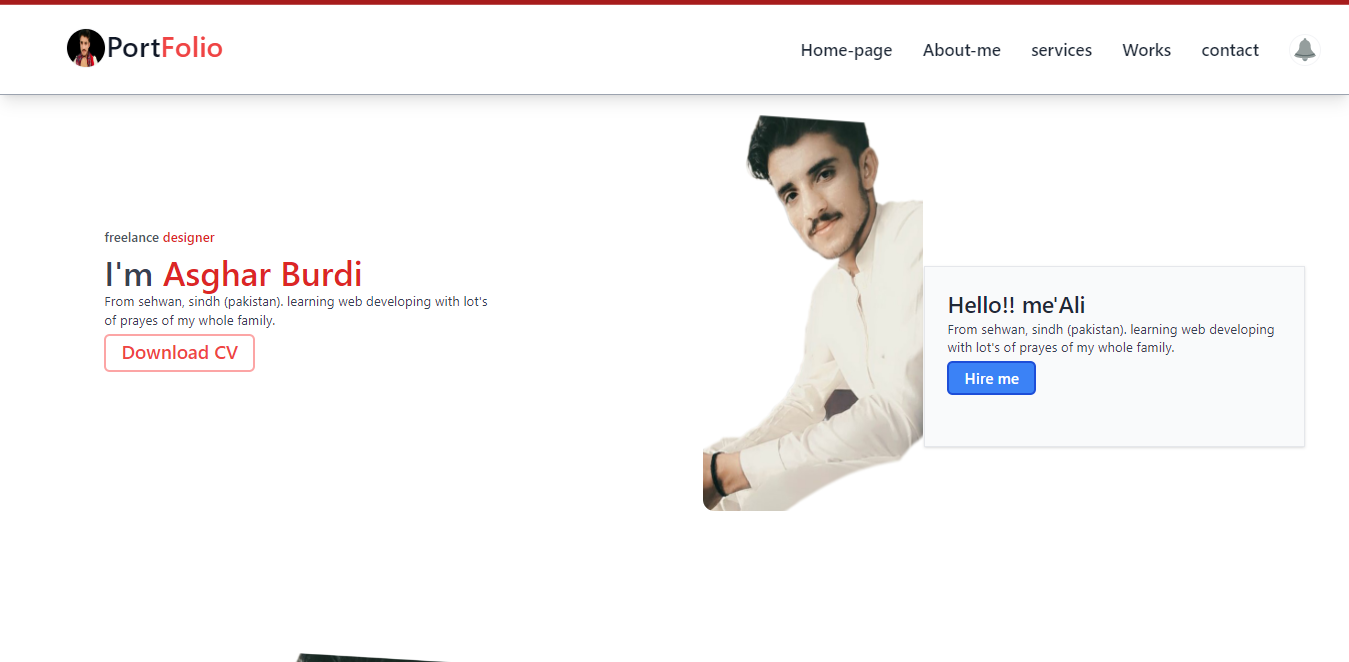 PortFolio
Home-page About-me services Works contact
freelance designer
I'm Asghar Burdi
From sehwan, sindh (pakistan). learning web developing with lot's
of prayes of my whole family.
Download CV
Hello!! me'Ali
From sehwan, sindh (pakistan). learning web developing
with lot's of prayes of my whole family.
Hire me